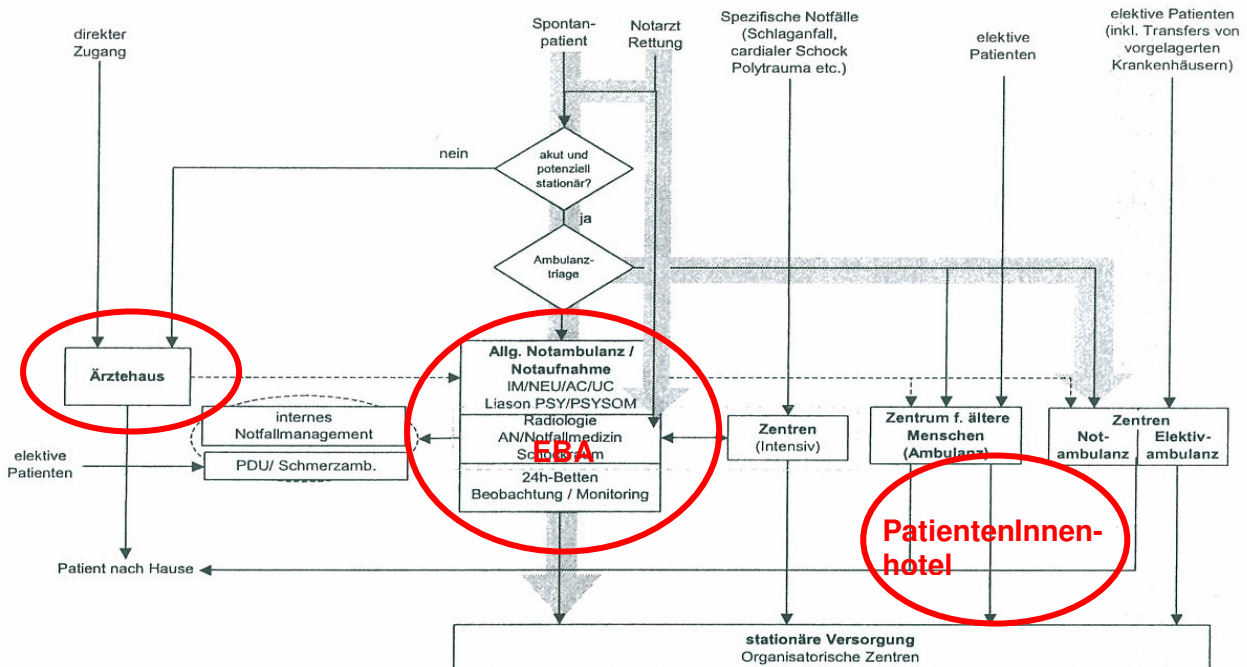 direkter
Zugang
Spontan-
patient
Notarzt
Rettung
Spezifische Notfälle
(Schlaganfall,
cardialer Schock
Polytrauma etc.)
elektive
Patienten
elektive Patienten
(inkl. Transfers von
vorgelagerten
Krankenhäusern)
nein
akut und
potenziell
stationär?
ja
Ambulanz-
triage
Ärztehaus
Allg. Notambulanz /
Notaufnahme
IM/NEU/AC/UC
Liason PSY/PSYSOM
Radiologie
AN/Notfallmedizin
Schockraum
EBA
24h-Betten
Beobachtung / Monitoring
internes
Notfallmanagement
PDU/ Schmerzamb.
elektive
Patienten
Zentren
(Intensiv)
Zentrum f. ältere
Menschen
(Ambulanz)
Zentren
Not-
ambulanz
Elektiv-
ambulanz
PatientenInnen-
hotel
Patient nach Hause
stationäre Versorgung
Organisatorische Zentren